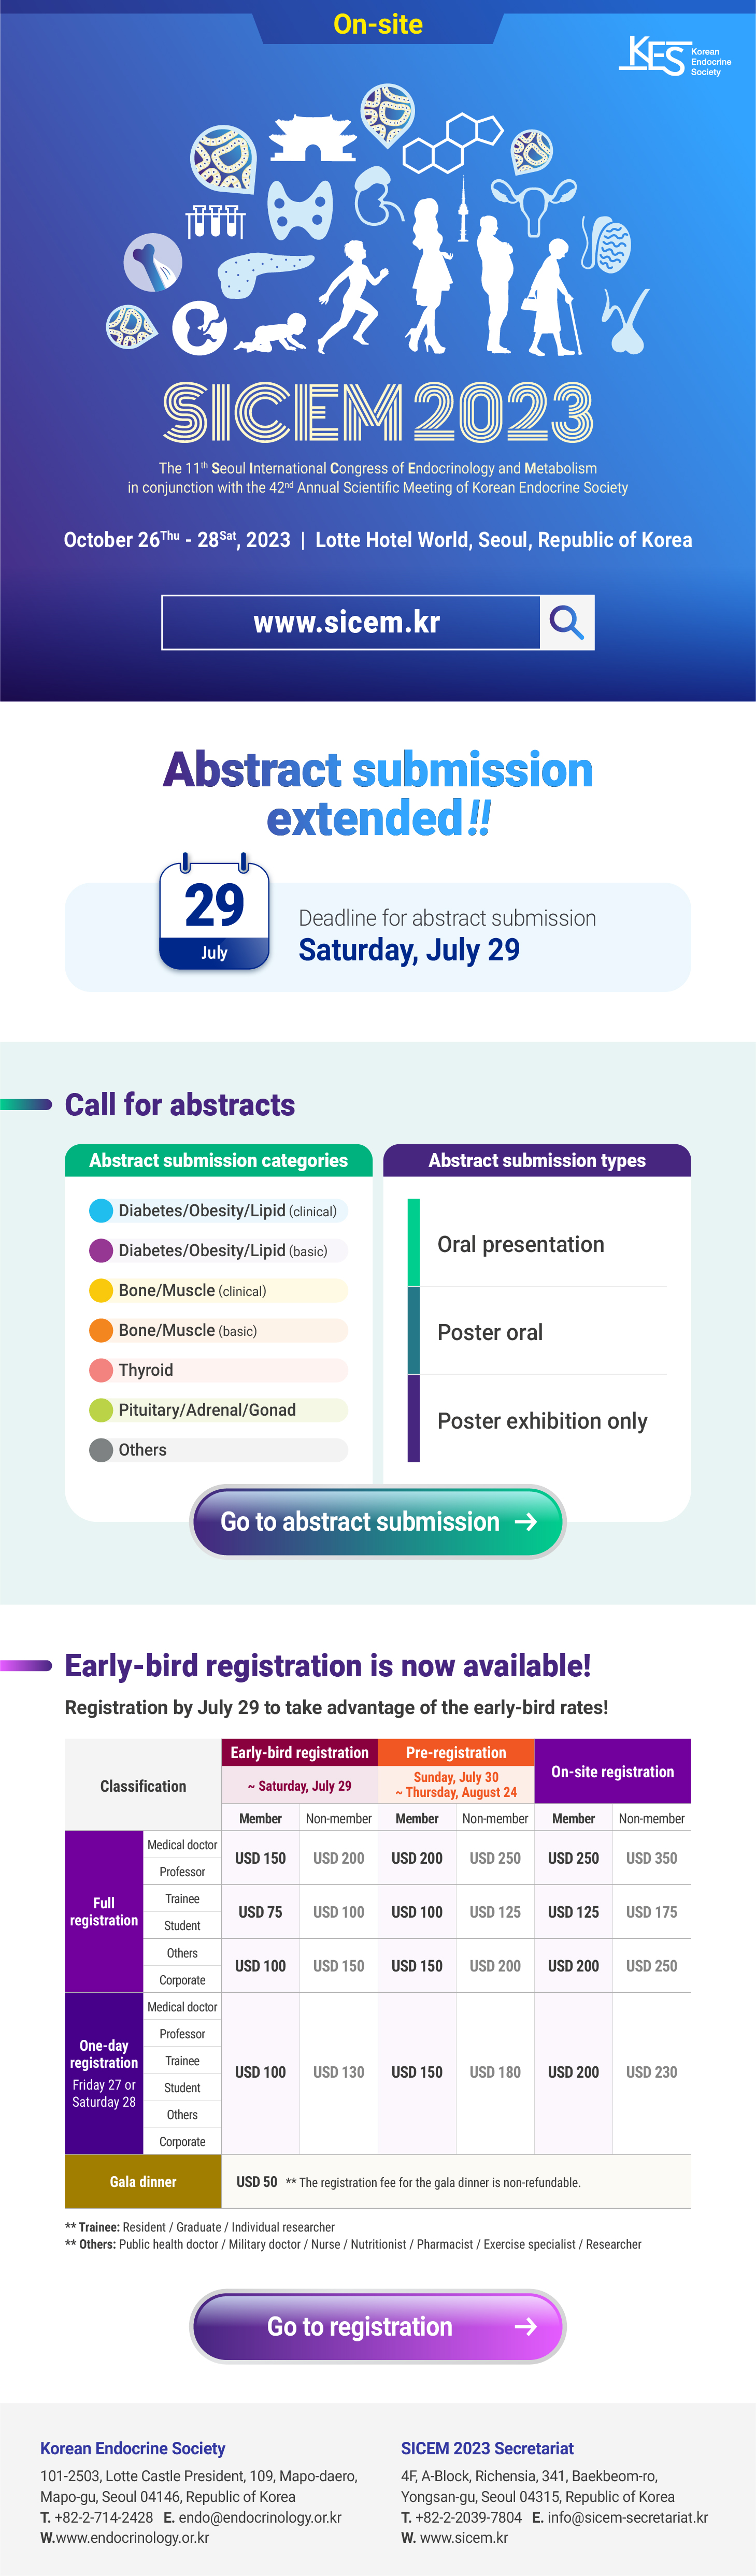 On-site
KES Korean
Endocrine
Society
SICEM 2023
The 11th Seoul International Congress of Endocrinology and Metabolism
in conjunction with the 42nd Annual Scientific Meeting of Korean Endocrine Society
October 26Thu - 28Sat, 2023 | Lotte Hotel World, Seoul, Republic of Korea
www.sicem.kr
Abstract submission
extended!!
29
July
Deadline for abstract submission
Saturday, July 29
Call for abstracts
Abstract submission categories
Diabetes/Obesity/Lipid (clinical)
Diabetes/Obesity/Lipid (basic)
Bone/Muscle (clinical)
Bone/Muscle (basic)
Thyroid
Pituitary/Adrenal/Gonad
Others
Abstract submission types
Oral presentation
Poster oral
Poster exhibition only
Go to abstract submission →
Early-bird registration is now available!
Registration by July 29 to take advantage of the early-bird rates!
Classification
Early-bird registration
~ Saturday, July 29
Pre-registration
Sunday, July 30
~ Thursday, August 24
On-site registration
Member Non-member Member Non-member Member Non-member
Full
registration
Medical doctor
Professor
USD 150 USD 200 USD 200 USD 250 USD 250 USD 350
Trainee
Student
USD 75 USD 100 USD 100 USD 125 USD 125 USD 175
Others
Corporate
USD 100 USD 150 USD 150 USD 200 USD 200 USD 250
One-day
registration
Friday 27 or
Saturday 28
Medical doctor
Professor
Trainee
Student
Others
Corporate
USD 100 USD 130 USD 150 USD 180 USD 200 USD 230
Gala dinner
USD 50 ** The registration fee for the gala dinner is non-refundable.
** Trainee: Resident / Graduate / Individual researcher
** Others: Public health doctor / Military doctor / Nurse / Nutritionist / Pharmacist / Exercise specialist / Researcher
Go to registration →
Korean Endocrine Society
101-2503, Lotte Castle President, 109, Mapo-daero,
Mapo-gu, Seoul 04146, Republic of Korea
T. +82-2-714-2428 E. endo@endocrinology.or.kr
W.www.endocrinology.or.kr
SICEM 2023 Secretariat
4F, A-Block, Richensia, 341, Baekbeom-ro,
Yongsan-gu, Seoul 04315, Republic of Korea
T. +82-2-2039-7804 E. info@sicem-secretariat.kr
W. www.sicem.kr